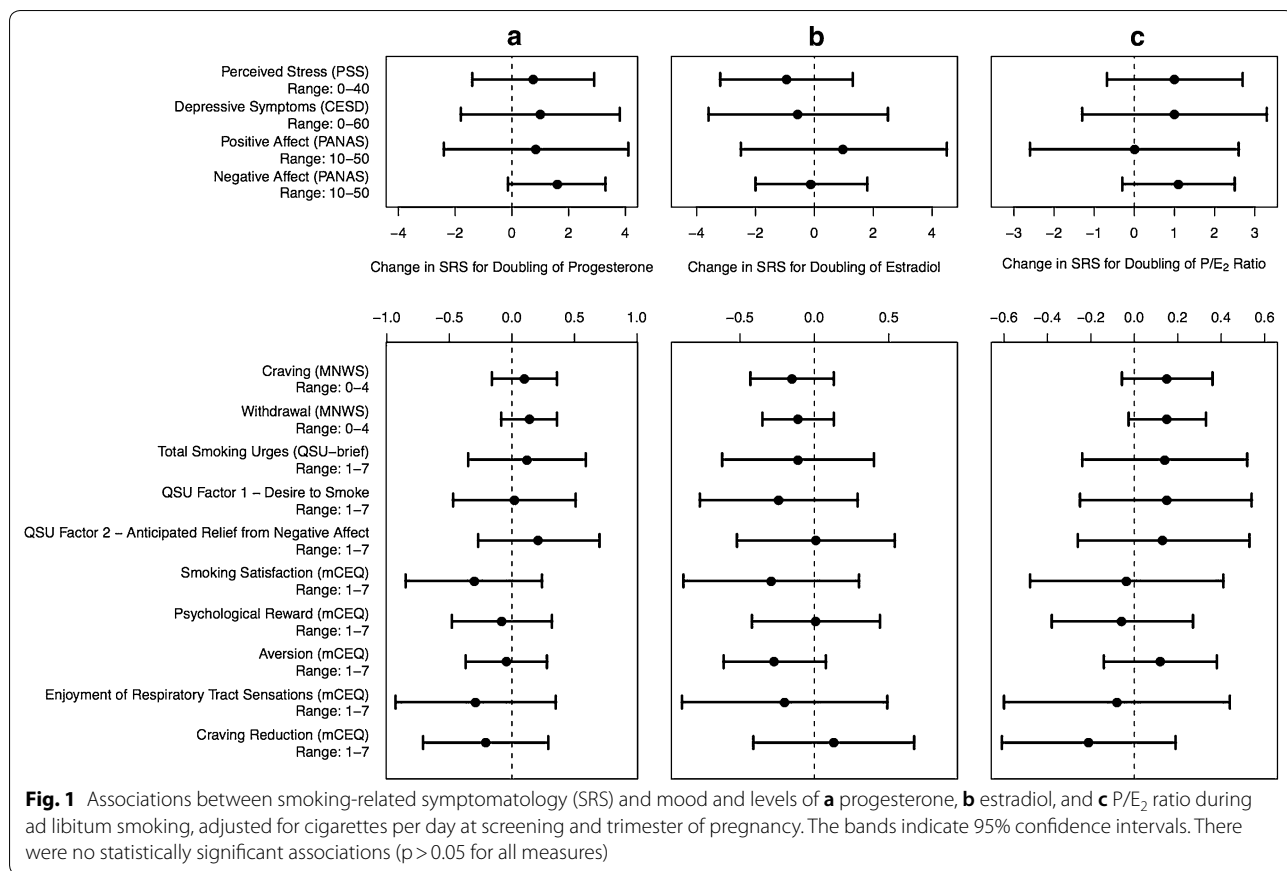 a b c
Perceived Stress (PSS)
Range: 0–40
Depressive Symptoms (CESD)
Range: 0–60
Positive Affect (PANAS)
Range: 10–50
Negative Affect (PANAS)
Range: 10–50
−4 −2 0 2 4 −4 −2 0 2 4 −3 −2 −1 0 1 2 3
Change in SRS for Doubling of Progesterone Change in SRS for Doubling of Estradiol Change in SRS for Doubling of P/E₂ Ratio
−1.0 −0.5 0.0 0.5 1.0 −0.5 0.0 0.5 −0.6 −0.4 −0.2 0.0 0.2 0.4 0.6
Craving (MNWS)
Range: 0–4
Withdrawal (MNWS)
Range: 0–4
Total Smoking Urges (QSU−brief)
Range: 1–7
QSU Factor 1 − Desire to Smoke
Range: 1–7
QSU Factor 2 − Anticipated Relief from Negative Affect
Range: 1–7
Smoking Satisfaction (mCEQ)
Range: 1–7
Psychological Reward (mCEQ)
Range: 1–7
Aversion (mCEQ)
Range: 1–7
Enjoyment of Respiratory Tract Sensations (mCEQ)
Range: 1–7
Craving Reduction (mCEQ)
Range: 1–7
Fig. 1 Associations between smoking-related symptomatology (SRS) and mood and levels of a progesterone, b estradiol, and c P/E₂ ratio during
ad libitum smoking, adjusted for cigarettes per day at screening and trimester of pregnancy. The bands indicate 95% confidence intervals. There
were no statistically significant associations (p > 0.05 for all measures)